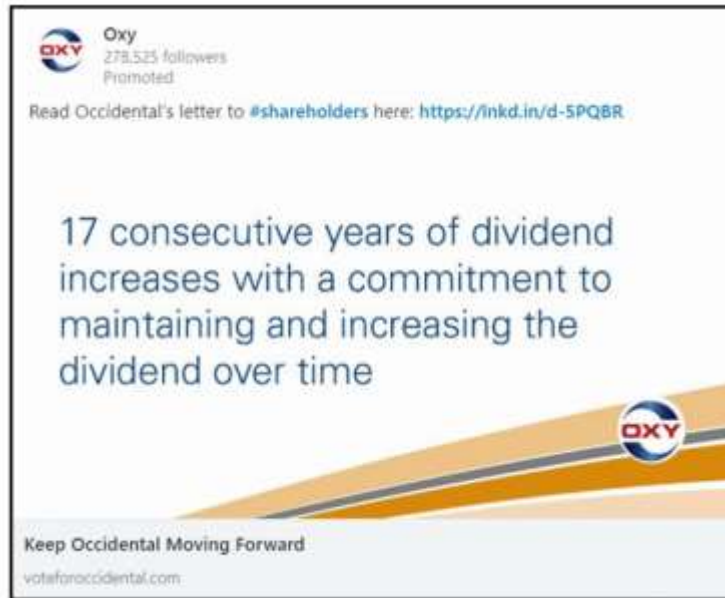 OXY
Oxy
278,525 followers
Promoted
Read Occidental's letter to #shareholders here: https://lnkd.in/d-5PQBR
17 consecutive years of dividend
increases with a commitment to
maintaining and increasing the
dividend over time
OXY
Keep Occidental Moving Forward
voteforoccidental.com